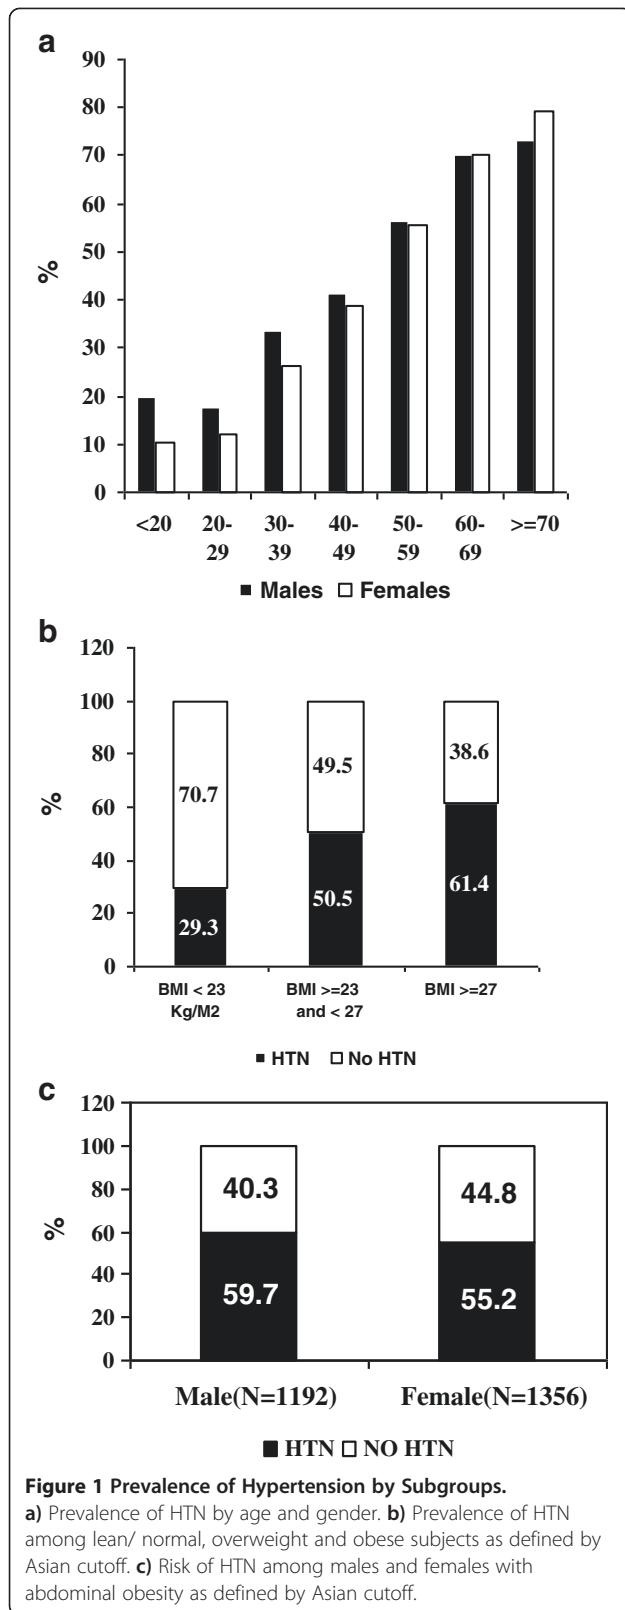 a
90
80
70
60
50
40
30
20
10
0
%
<20 20- 30- 40- 50- 60- >=70
29 39 49 59 69
Males Females
b
120
100
80
60
40
20
0
%
70.7 49.5 38.6
29.3 50.5 61.4
BMI < 23 BMI >=23 BMI >=27
Kg/M2 and < 27
HTN No HTN
c
120
100
80
60
40
20
0
%
40.3 44.8
59.7 55.2
Male(N=1192) Female(N=1356)
HTN NO HTN
Figure 1 Prevalence of Hypertension by Subgroups.
a) Prevalence of HTN by age and gender. b) Prevalence of HTN
among lean/ normal, overweight and obese subjects as defined by
Asian cutoff. c) Risk of HTN among males and females with
abdominal obesity as defined by Asian cutoff.